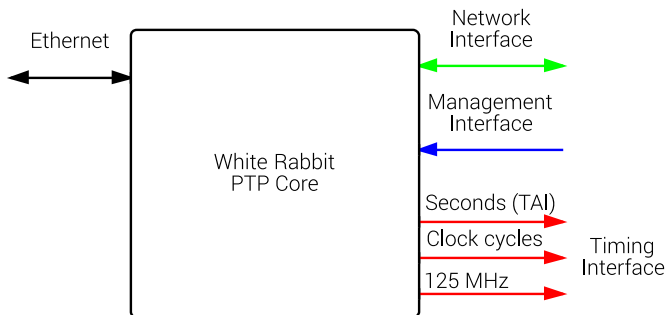 Ethernet
Network
Interface
Management
Interface
White Rabbit
PTP Core
Seconds (TAI)
Clock cycles
125 MHz
Timing
Interface